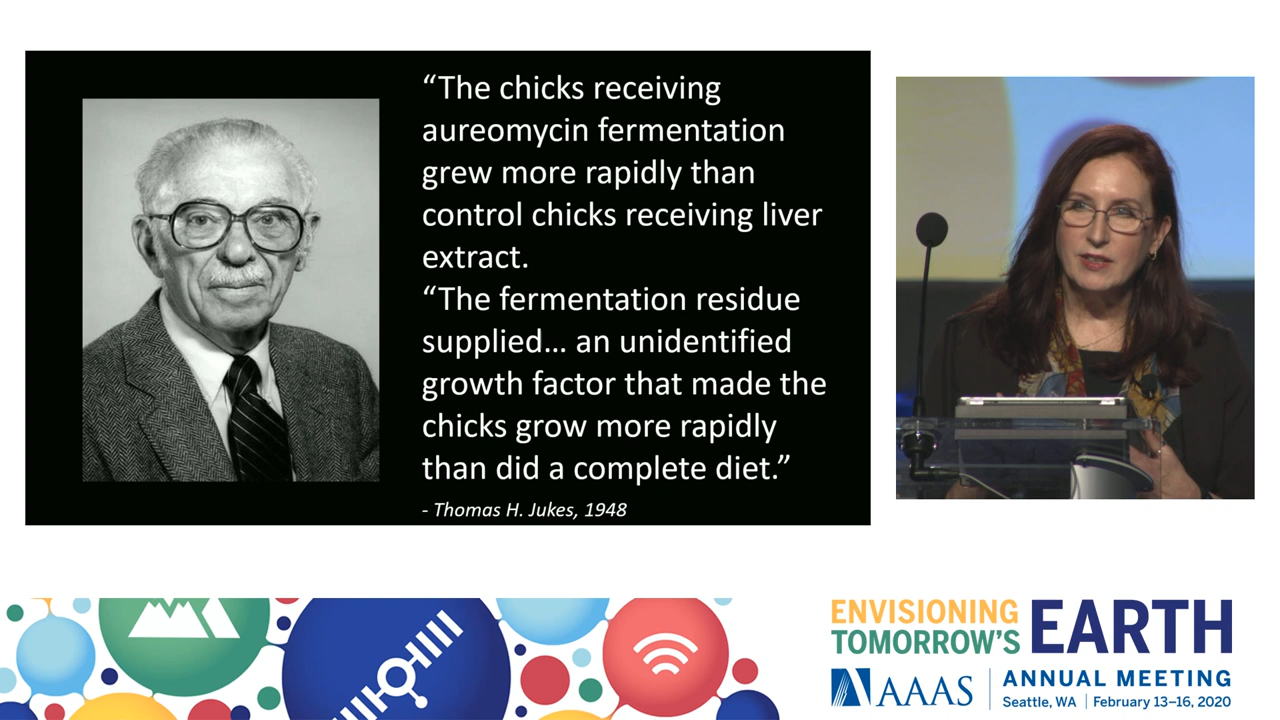 “The chicks receiving
aureomycin fermentation
grew more rapidly than
control chicks receiving liver
extract.
“The fermentation residue
supplied... an unidentified
growth factor that made the
chicks grow more rapidly
than did a complete diet.”
- Thomas H. Jukes, 1948
ENVISIONING
TOMORROW'S
EARTH
AAAS
ANNUAL MEETING
Seattle, WA | February 13–16, 2020